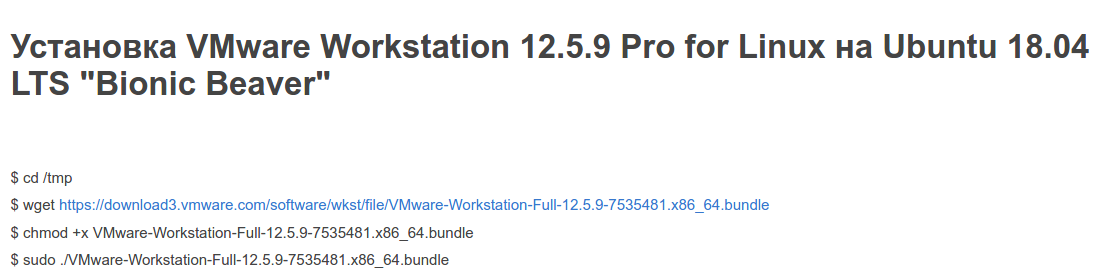 Установка VMware Workstation 12.5.9 Pro for Linux на Ubuntu 18.04
LTS "Bionic Beaver"
$ cd /tmp
$ wget https://download3.vmware.com/software/wkst/file/VMware-Workstation-Full-12.5.9-7535481.x86_64.bundle
$ chmod +x VMware-Workstation-Full-12.5.9-7535481.x86_64.bundle
$ sudo ./VMware-Workstation-Full-12.5.9-7535481.x86_64.bundle